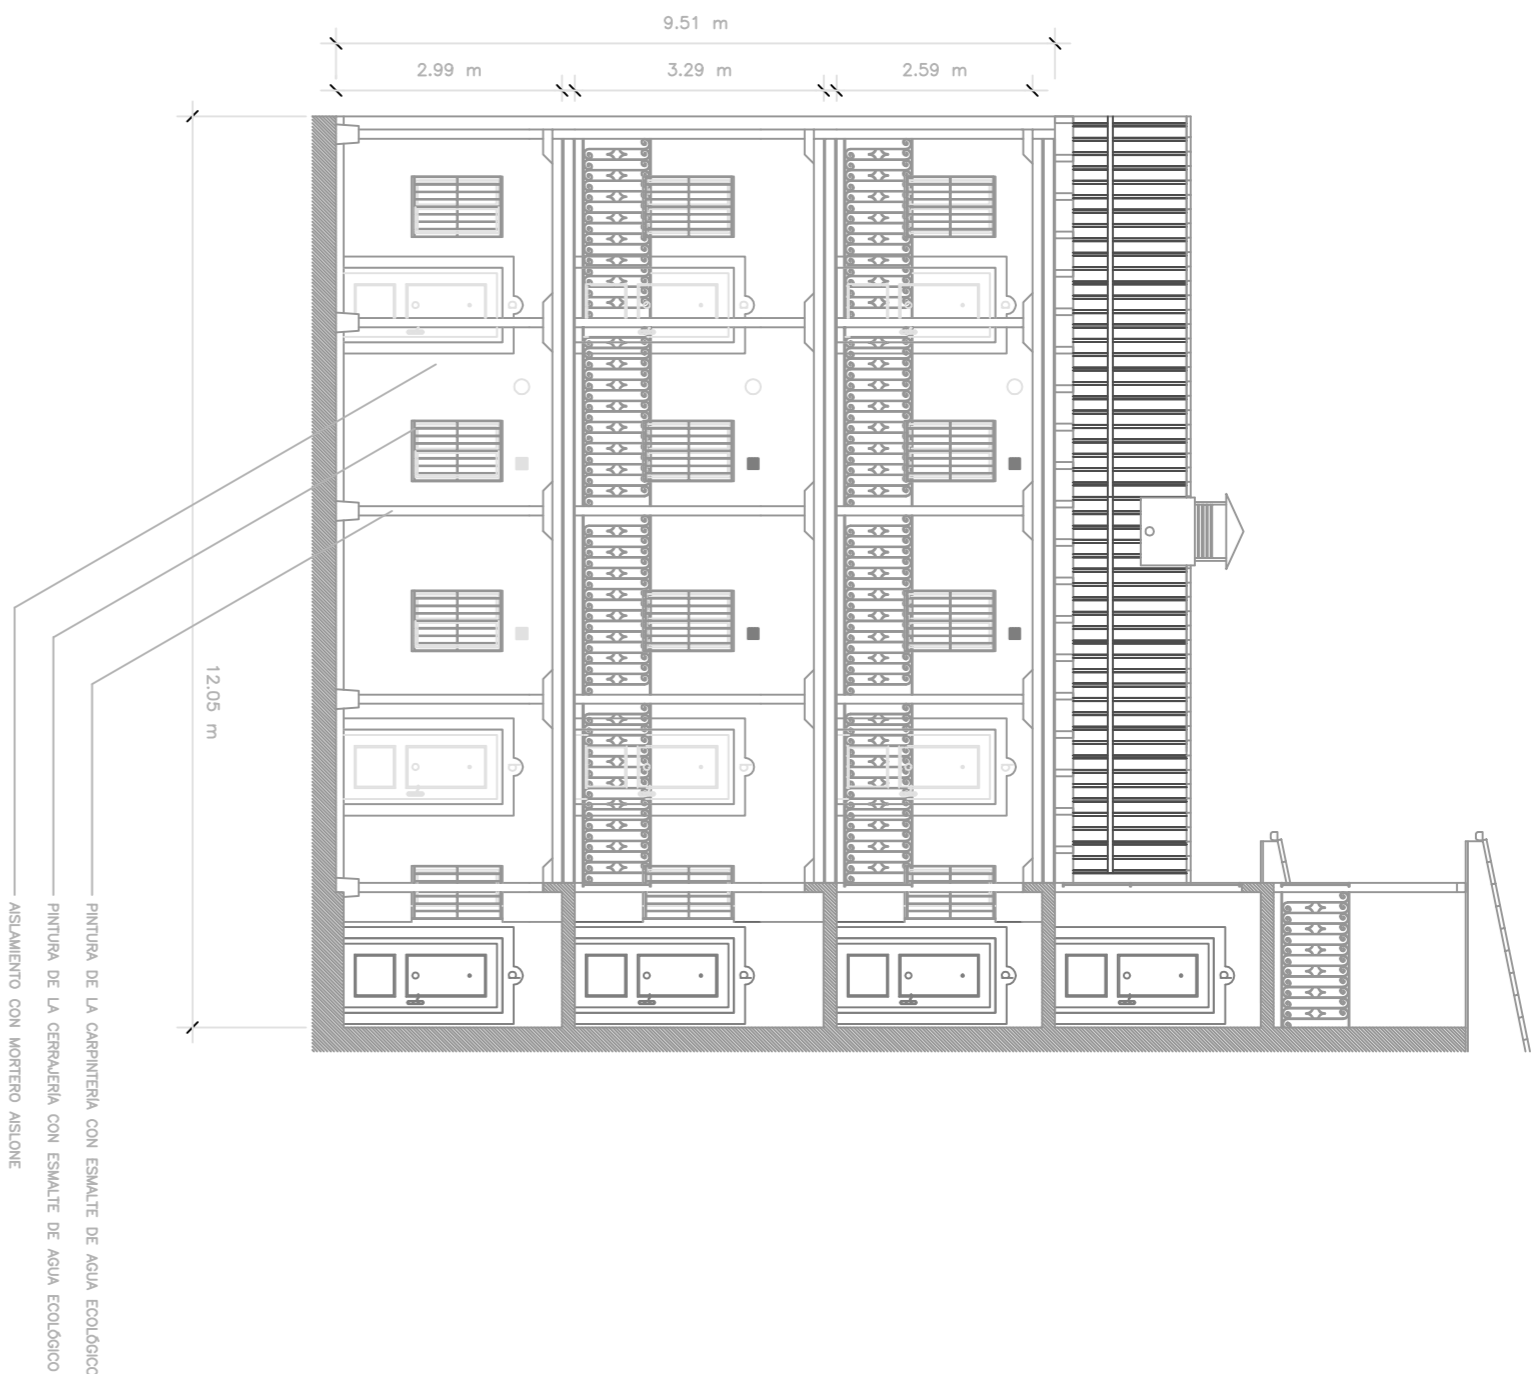 9.51 m
2.99 m
3.29 m
2.59 m
12.05 m
PINTURA DE LA CARPINTERÍA CON ESMALTE DE AGUA ECOLÓGICO
PINTURA DE LA CERRAJERÍA CON ESMALTE DE AGUA ECOLÓGICO
AISLAMIENTO CON MORTERO AISLONE